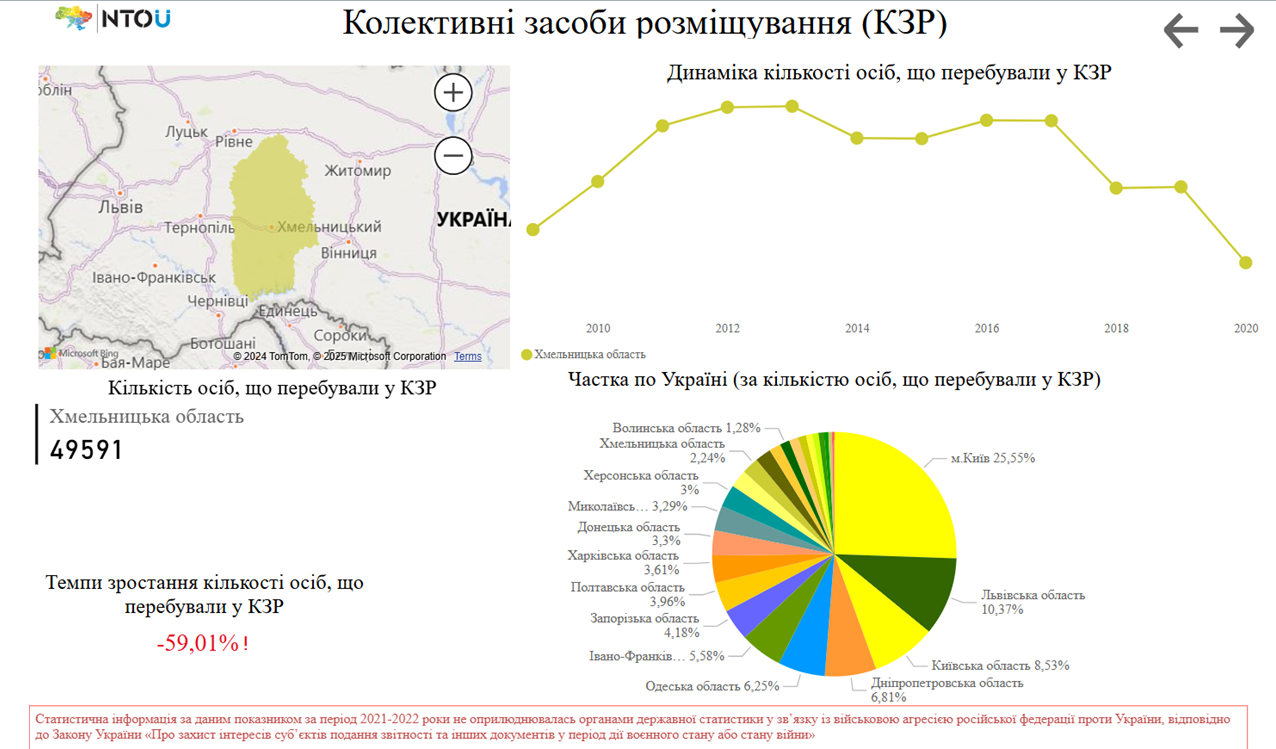 NTOU
Колективні засоби розміщування (КЗР)
Луцьк
Рівне
Житомир
Львів
Тернопіль
Хмельницький
УКРАЇНА
Вінниця
Івано-Франківськ
Чернівці
Единець
Сороки
Ботошані
Бая-Маре
Microsoft Bing
© 2024 TomTom, © 2025 Microsoft Corporation Terms
Кількість осіб, що перебували у КЗР
Хмельницька область
49591
Темпи зростання кількості осіб, що
перебували у КЗР
-59,01% !
Динаміка кількості осіб, що перебували у КЗР
2010 2012 2014 2016 2018 2020
Хмельницька область
Частка по Україні (за кількістю осіб, що перебували у КЗР)
Волинська область 1,28%
Хмельницька область
2,24%
Херсонська область
3%
Миколаївсь… 3,29%
Донецька область
3,3%
Харківська область
3,61%
Полтавська область
3,96%
Запорізька область
4,18%
Івано-Франків… 5,58%
Одеська область 6,25%
м.Київ 25,55%
Львівська область
10,37%
Київська область 8,53%
Дніпропетровська область
6,81%
Статистична інформація за даним показником за період 2021-2022 роки не оприлюднювалась органами державної статистики у зв᾿язку із військовою агресією російської федерації проти України, відповідно
до Закону України «Про захист інтересів суб᾿єктів подання звітності та інших документів у період дії воєнного стану або стану війни»